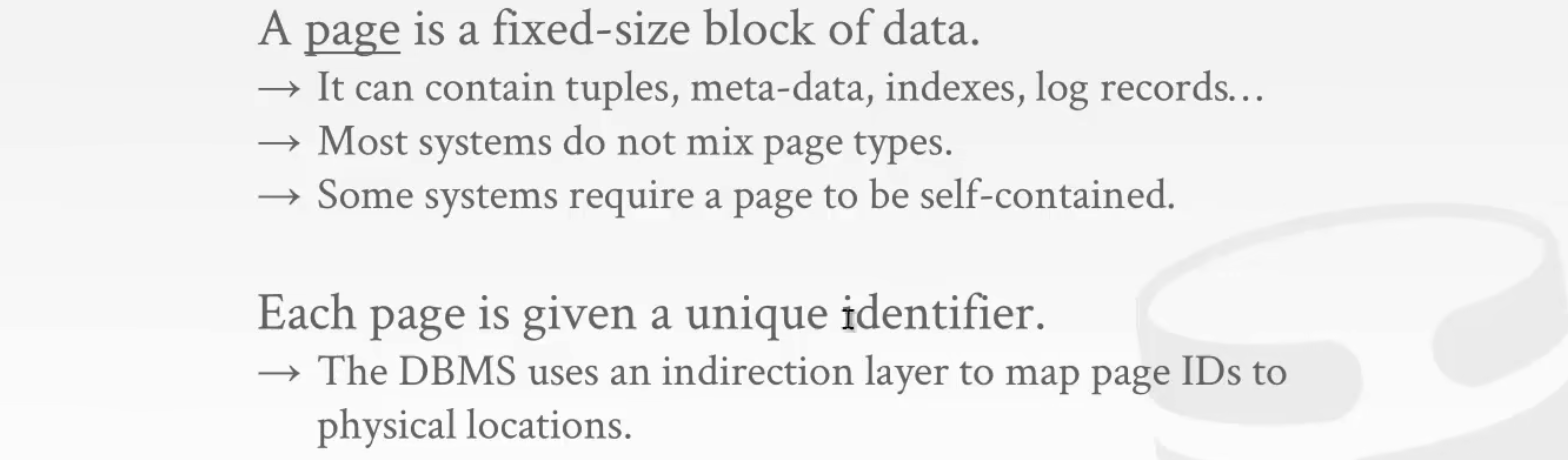 A page is a fixed-size block of data.
→ It can contain tuples, meta-data, indexes, log records…
→ Most systems do not mix page types.
→ Some systems require a page to be self-contained.
Each page is given a unique identifier.
→ The DBMS uses an indirection layer to map page IDs to
physical locations.